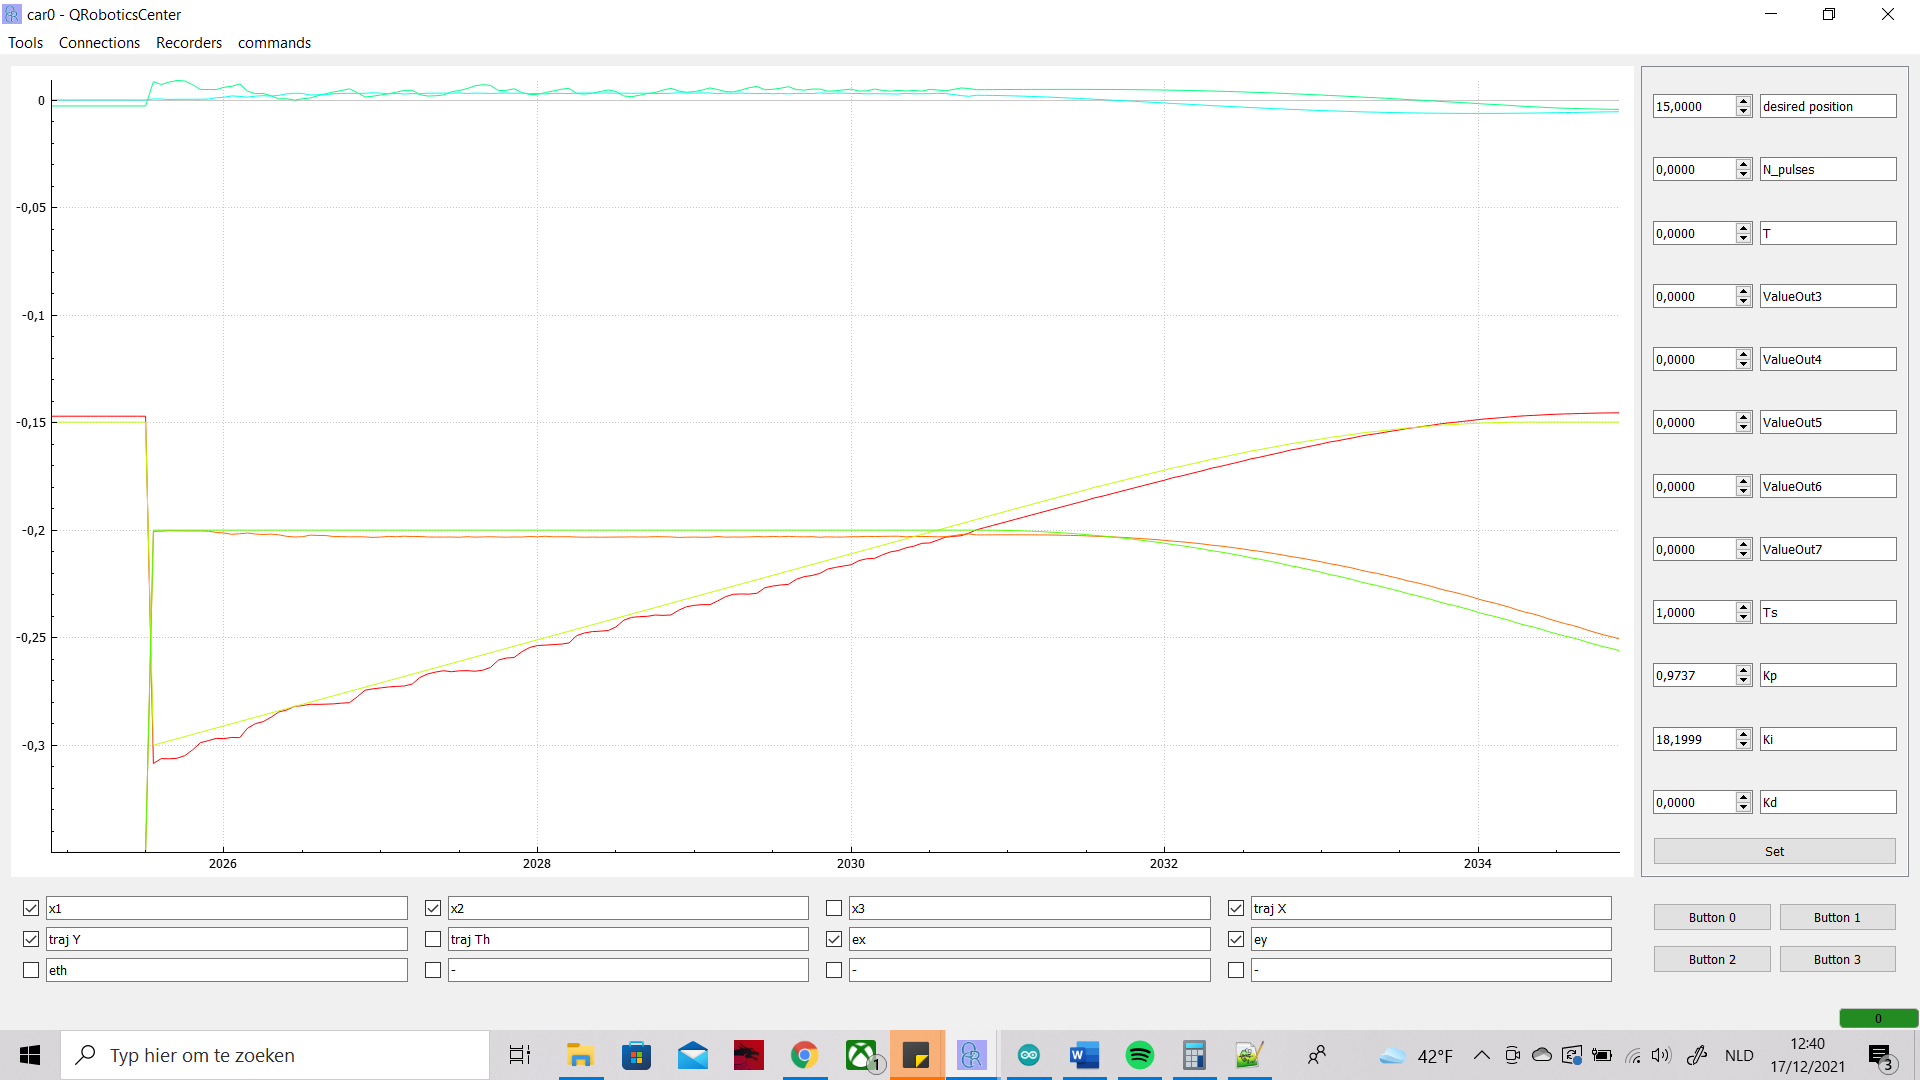 car0 - QRoboticsCenter
Tools Connections Recorders commands
0
-0,05
-0,1
-0,15
-0,2
-0,25
-0,3
2026 2028 2030 2032 2034
15,0000 desired position
0,0000 N_pulses
0,0000 T
0,0000 ValueOut3
0,0000 ValueOut4
0,0000 ValueOut5
0,0000 ValueOut6
0,0000 ValueOut7
1,0000 Ts
0,9737 Kp
18,1999 Ki
0,0000 Kd
Set
x1 x2 x3 traj X
traj Y traj Th ex ey
eth - - -
Button 0 Button 1
Button 2 Button 3
0
Typ hier om te zoeken
1
42°F
NLD
12:40
17/12/2021
3